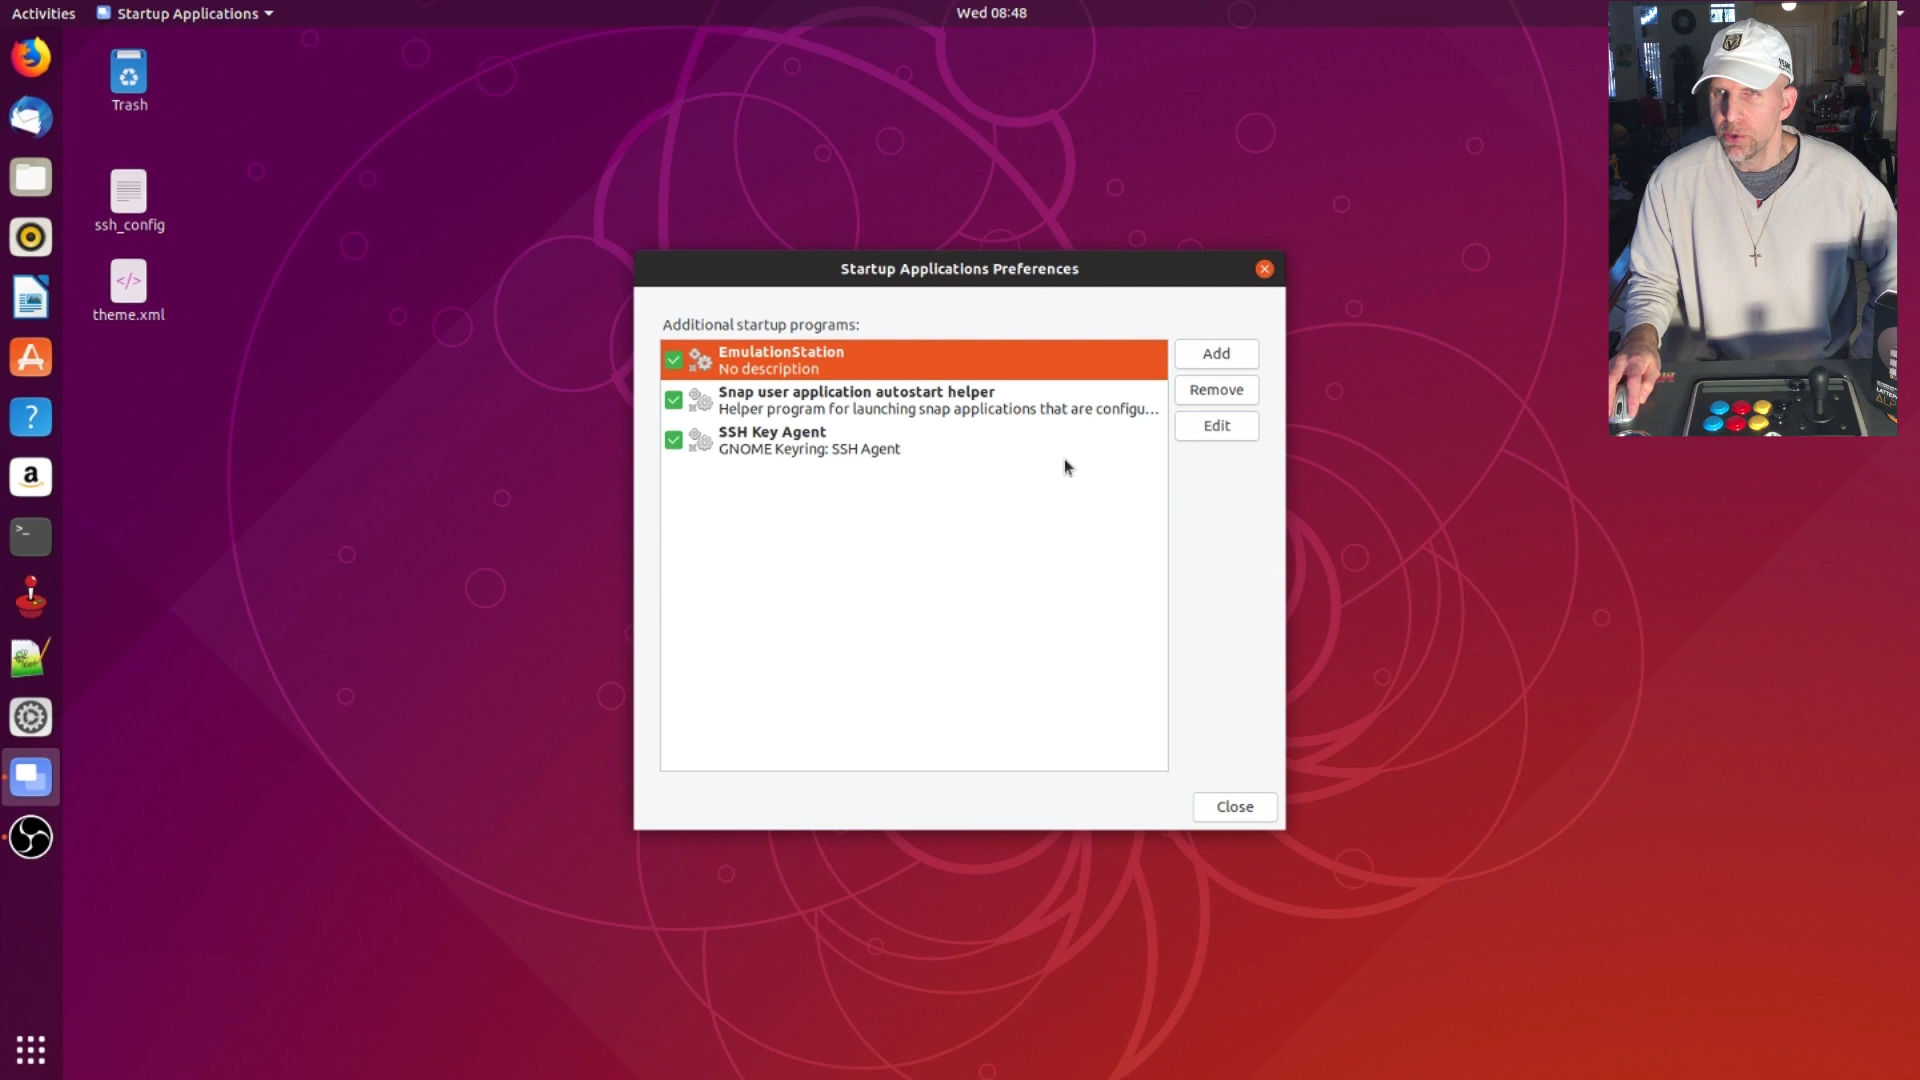 Activities
Startup Applications
Wed 08:48
Trash
ssh_config
</>
theme.xml
Startup Applications Preferences
Additional startup programs:
EmulationStation
No description
Snap user application autostart helper
Helper program for launching snap applications that are configu...
SSH Key Agent
GNOME Keyring: SSH Agent
Add
Remove
Edit
Close
?
a
>_